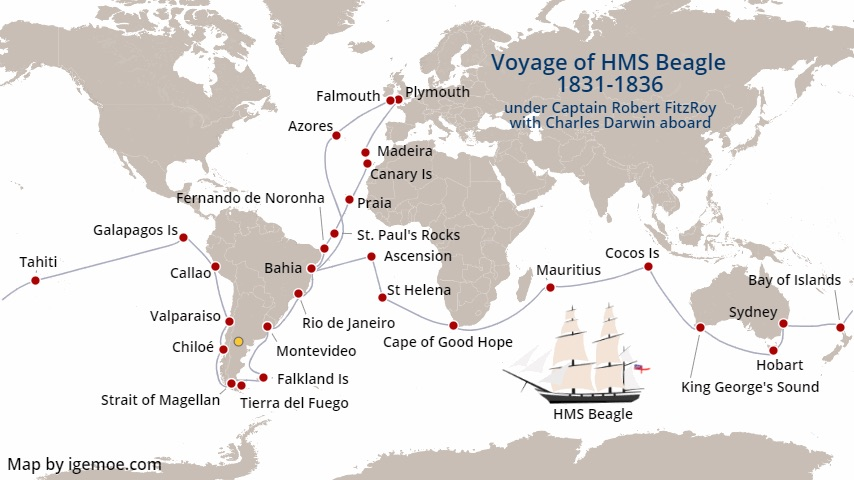 Voyage of HMS Beagle
1831-1836
under Captain Robert FitzRoy
with Charles Darwin aboard
Falmouth
Plymouth
Azores
Madeira
Canary Is
Fernando de Noronha
Praia
Galapagos Is
St. Paul's Rocks
Tahiti
Callao
Bahia
Ascension
Cocos Is
Mauritius
Bay of Islands
St Helena
Valparaiso
Rio de Janeiro
Sydney
Chiloé
Montevideo
Cape of Good Hope
Hobart
Falkland Is
King George's Sound
Strait of Magellan
Tierra del Fuego
HMS Beagle
Map by igemoe.com